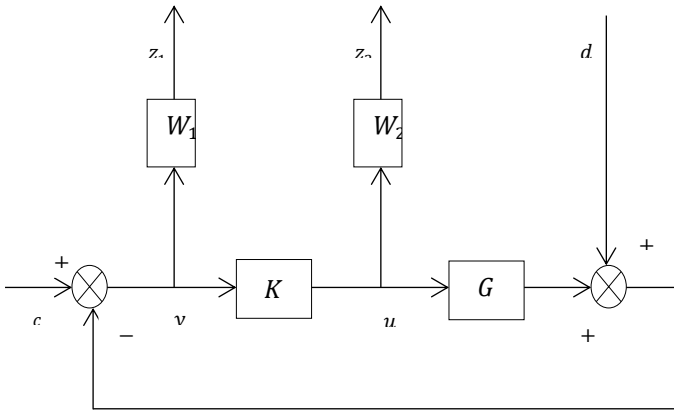 z₁ z₂ d
W₁ W₂
+ +
K G
c − y u +